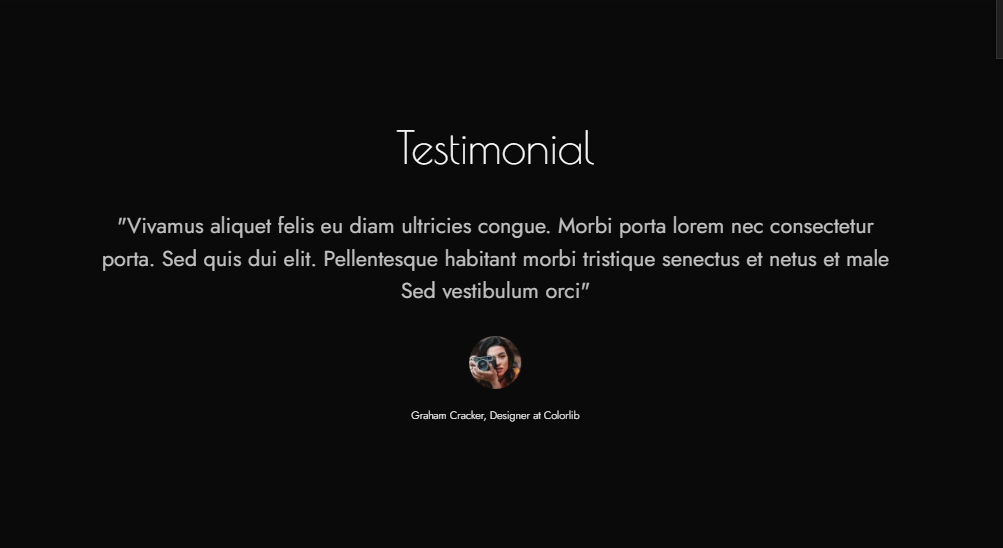 Testimonial
"Vivamus aliquet felis eu diam ultricies congue. Morbi porta lorem nec consectetur
porta. Sed quis dui elit. Pellentesque habitant morbi tristique senectus et netus et male
Sed vestibulum orci"
Graham Cracker, Designer at Colorlib